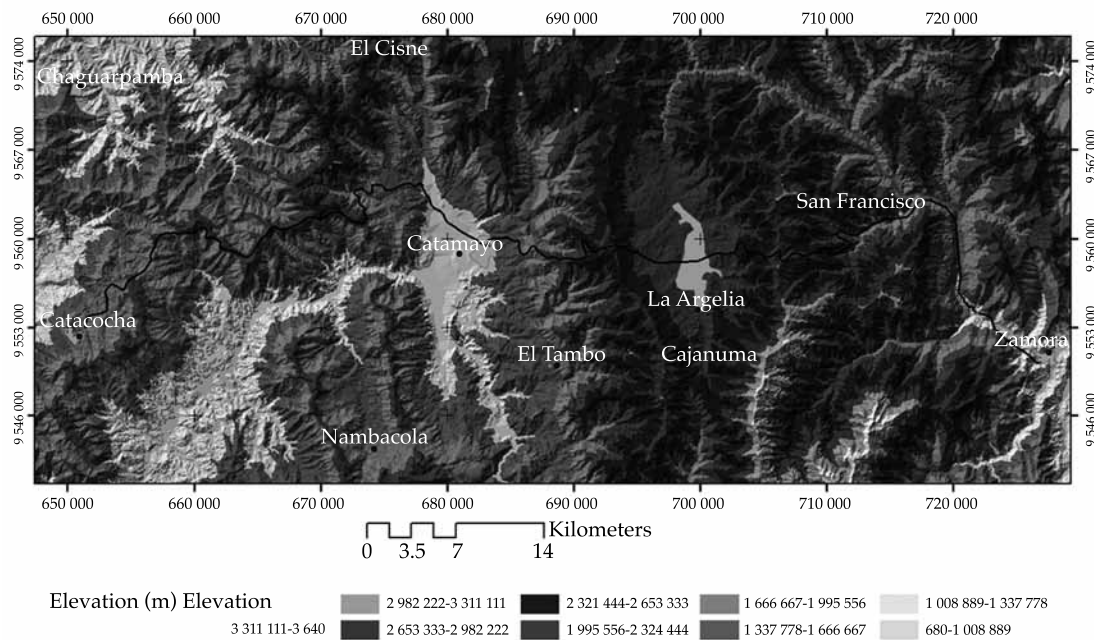 650 000 660 000 670 000 680 000 690 000 700 000 710 000 720 000
El Cisne
9 574 000 9 574 000
Chaguarpamba
9 567 000 9 567 000
San Francisco
9 560 000 9 560 000
Catamayo
La Argelia
Catacocha
9 553 000 9 553 000
Zamora
El Tambo Cajanuma
9 546 000 9 546 000
Nambacola
650 000 660 000 670 000 680 000 690 000 700 000 710 000 720 000
Kilometers
0 3.5 7 14
Elevation (m) Elevation 2 982 222-3 311 111 2 321 444-2 653 333 1 666 667-1 995 556 1 008 889-1 337 778
3 311 111-3 640 2 653 333-2 982 222 1 995 556-2 324 444 1 337 778-1 666 667 680-1 008 889